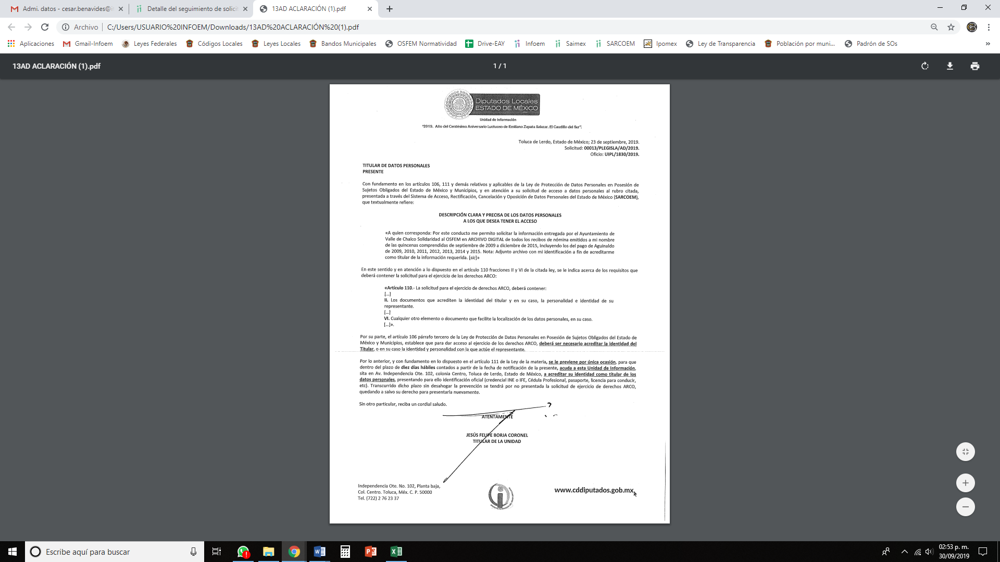 Admi. datos - cesar.benavides@it
Detalle del seguimiento de solicit
13AD ACLARACIÓN (1).pdf
Archivo
C:/Users/USUARIO%20INFOEM/Downloads/13AD%20ACLARACIÓN%20(1).pdf
Aplicaciones
Gmail-Infoem
Leyes Federales
Códigos Locales
Leyes Locales
Bandos Municipales
OSFEM Normatividad
Drive-EAY
Infoem
Saimex
SARCOEM
Ipomex
Ley de Transparencia
Población por muni...
Padrón de SOs
13AD ACLARACIÓN (1).pdf
1 / 1
Diputados Locales
ESTADO DE MÉXICO
Unidad de Información
"2019. Año del Centésimo Aniversario Luctuoso de Emiliano Zapata Salazar. El Caudillo del Sur".
Toluca de Lerdo, Estado de México; 23 de septiembre, 2019.
Solicitud: 00013/PLEGISLA/AD/2019.
Oficio: UIPL/1830/2019.
TITULAR DE DATOS PERSONALES
PRESENTE
Con fundamento en los artículos 106, 111 y demás relativos y aplicables de la Ley de Protección de Datos Personales en Posesión de
Sujetos Obligados del Estado de México y Municipios, y en atención a su solicitud de acceso a datos personales al rubro citada,
presentada a través del Sistema de Acceso, Rectificación, Cancelación y Oposición de Datos Personales del Estado de México (SARCOEM),
que textualmente refiere:
DESCRIPCIÓN CLARA Y PRECISA DE LOS DATOS PERSONALES
A LOS QUE DESEA TENER EL ACCESO
«A quien corresponda: Por este conducto me permito solicitar la información entregada por el Ayuntamiento de
Valle de Chalco Solidaridad al OSFEM en ARCHIVO DIGITAL de todos los recibos de nómina emitidos a mi nombre
de las quincenas comprendidas de septiembre de 2009 a diciembre de 2015, incluyendo los del pago de Aguinaldo
de 2009, 2010, 2011, 2012, 2013, 2014 y 2015. Nota: Adjunto archivo con mi identificación a fin de acreditarme
como titular de la información requerida. [sic]»
En este sentido y en atención a lo dispuesto en el artículo 110 fracciones II y VI de la citada ley, se le indica acerca de los requisitos que
deberá contener la solicitud para el ejercicio de los derechos ARCO:
«Artículo 110.- La solicitud para el ejercicio de derechos ARCO, deberá contener:
[...]
II. Los documentos que acrediten la identidad del titular y en su caso, la personalidad e identidad de su
representante.
[...]
VI. Cualquier otro elemento o documento que facilite la localización de los datos personales, en su caso.
[...]».
Por su parte, el artículo 106 párrafo tercero de la Ley de Protección de Datos Personales en Posesión de Sujetos Obligados del Estado de
México y Municipios, establece que para dar acceso al ejercicio de los derechos ARCO, deberá ser necesario acreditar la identidad del
Titular, o en su caso la identidad y personalidad con la que actúe el representante.
Por lo anterior, y con fundamento en lo dispuesto en el artículo 111 de la Ley de la materia, se le previene por única ocasión, para que
dentro del plazo de diez días hábiles contados a partir de la fecha de notificación de la presente, acuda a esta Unidad de Información,
sita en Av. Independencia Ote. 102, colonia Centro, Toluca de Lerdo, Estado de México, a acreditar su identidad como titular de los
datos personales, presentando para ello identificación oficial (credencial INE o IFE, Cédula Profesional, pasaporte, licencia para conducir,
etc). Transcurrido dicho plazo sin desahogar la prevención se tendrá por no presentada la solicitud de ejercicio de derechos ARCO,
quedando a salvo su derecho para presentarla nuevamente.
Sin otro particular, reciba un cordial saludo.
ATENTAMENTE
JESÚS FELIPE BORJA CORONEL
TITULAR DE LA UNIDAD
Independencia Ote. No. 102, Planta baja,
Col. Centro. Toluca, Méx. C. P. 50000
Tel. (722) 2 76 23 37
www.cddiputados.gob.mx
Escribe aquí para buscar
02:53 p. m.
30/09/2019